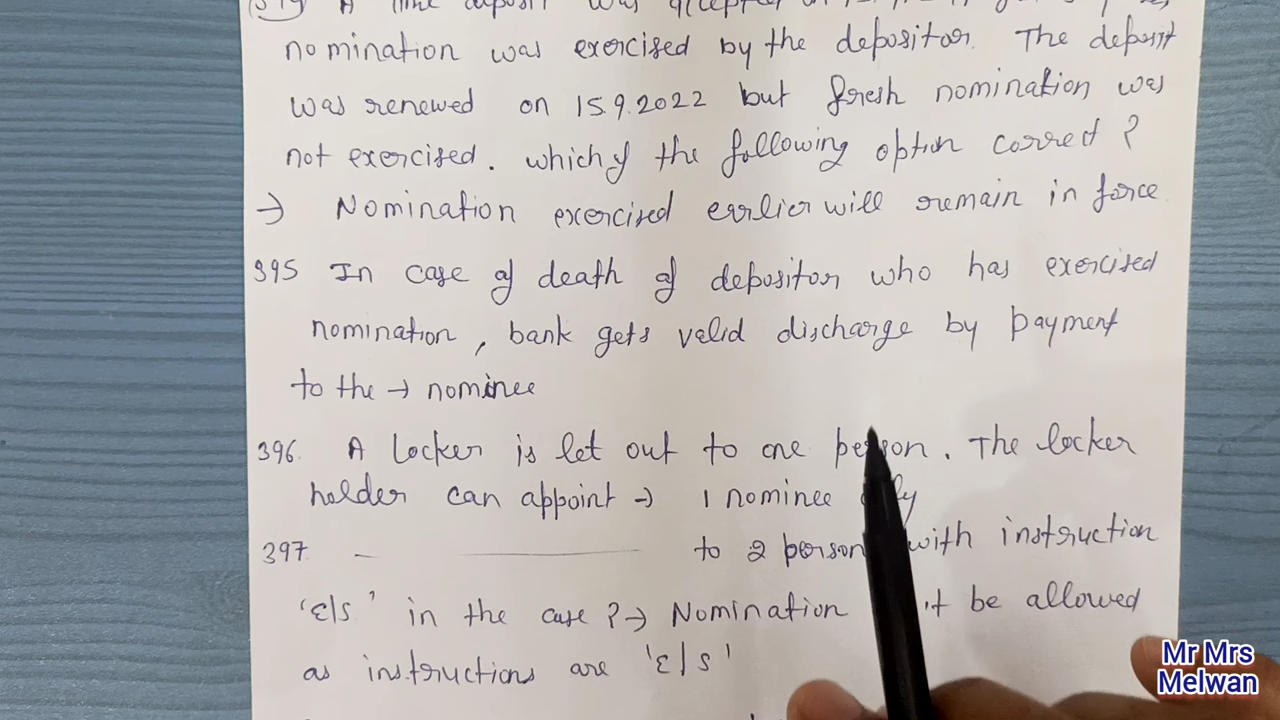 A time deposit was
nomination was exercised by the depositor. The deposit
was renewed on 15.9.2022 but fresh nomination was
not exercised. which of the following option correct?
→ Nomination exercised earlier will remain in force
395 In case of death of depositor who has exercised
nomination, bank gets valid discharge by payment
to the → nominee
396. A locker is let out to one person. The locker
holder can appoint → 1 nominee
397 — to 2 person with instruction
'E/S' in the case? → Nomination be allowed
as instructions are 'E/S'
Mr Mrs
Melwan